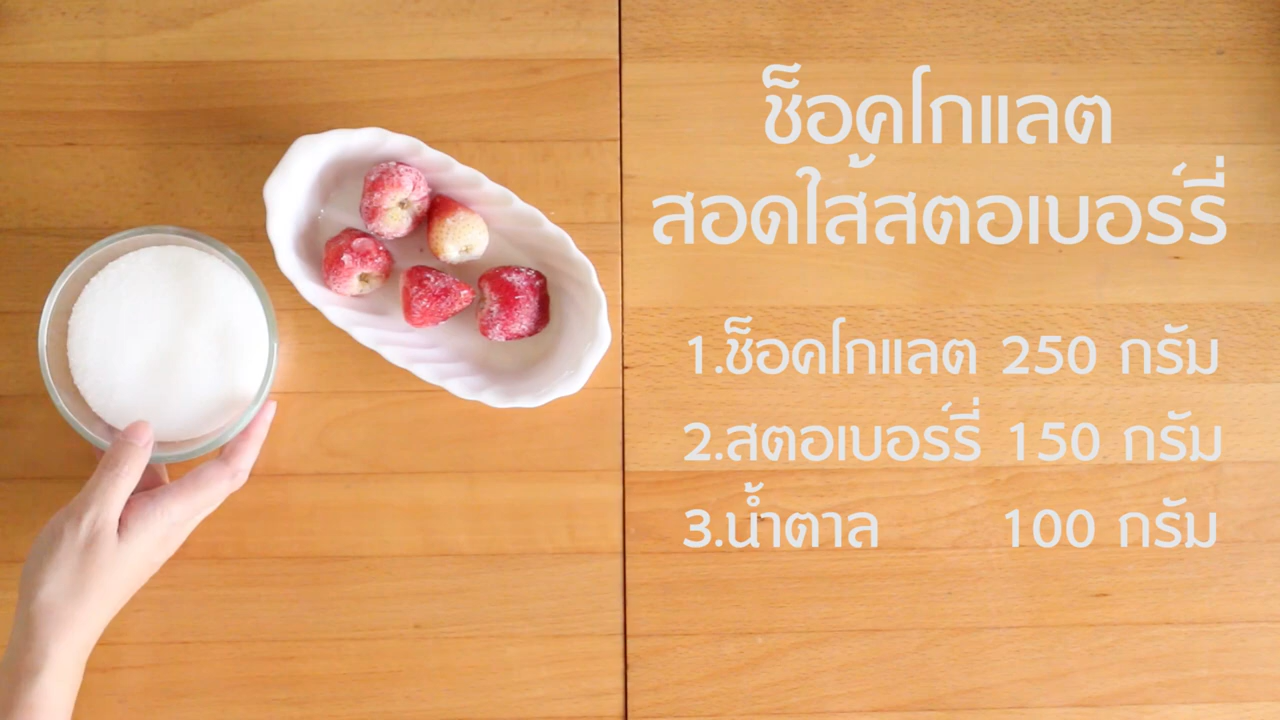 ช็อคโกแลต
สอดใส้สตอเบอร์รี่
1.ช็อคโกแลต 250 กรัม
2.สตอเบอร์รี่ 150 กรัม
3.น้ำตาล 100 กรัม